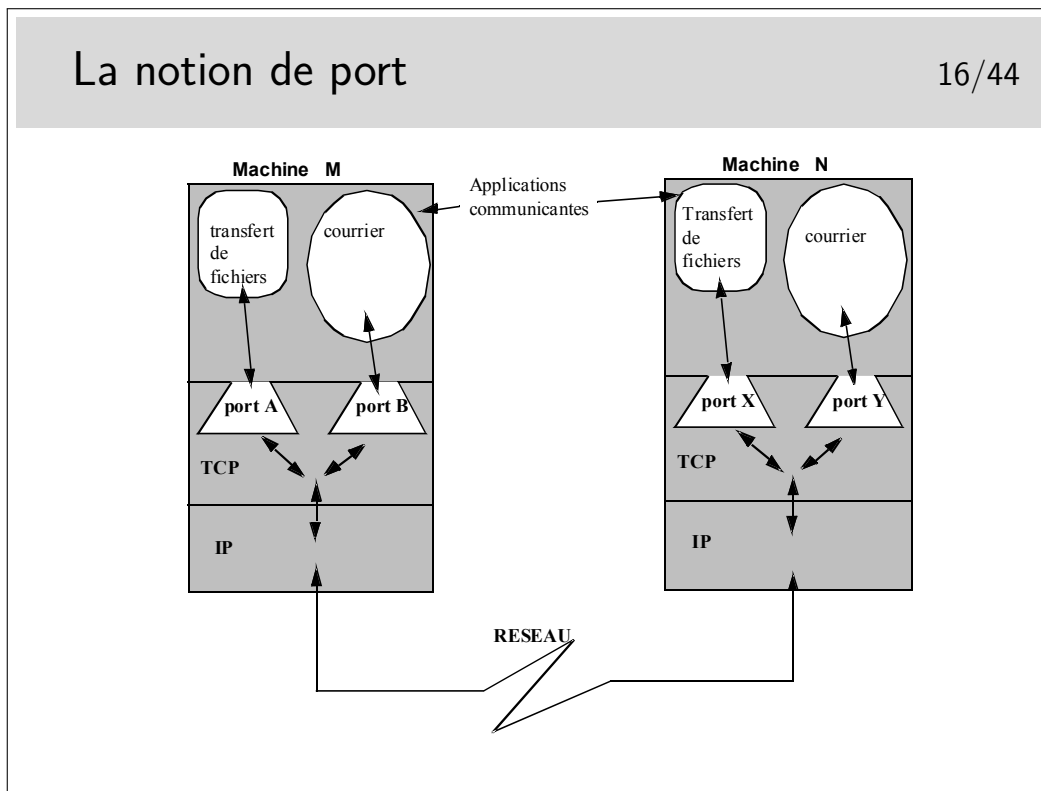 La notion de port
16/44
Machine M
Machine N
Applications
communicantes
transfert
de
fichiers
courrier
Transfert
de
fichiers
courrier
port A
port B
port X
port Y
TCP
TCP
IP
IP
RESEAU